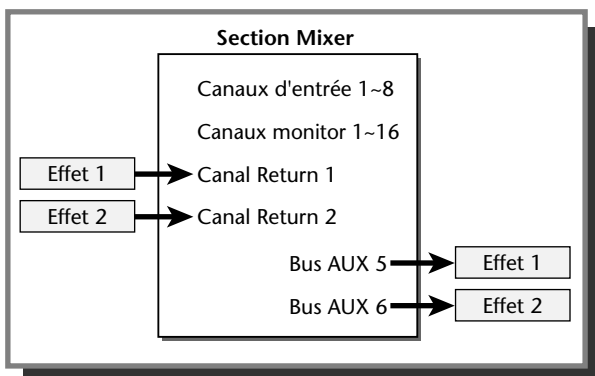 Section Mixer
Canaux d'entrée 1~8
Canaux monitor 1~16
Effet 1
Canal Return 1
Effet 2
Canal Return 2
Bus AUX 5
Effet 1
Bus AUX 6
Effet 2